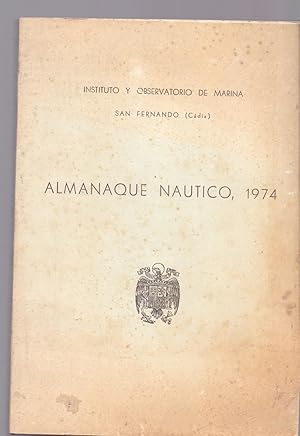 INSTITUTO Y OBSERVATORIO DE MARINA
SAN FERNANDO (Cádiz)
ALMANAQUE NAUTICO, 1974